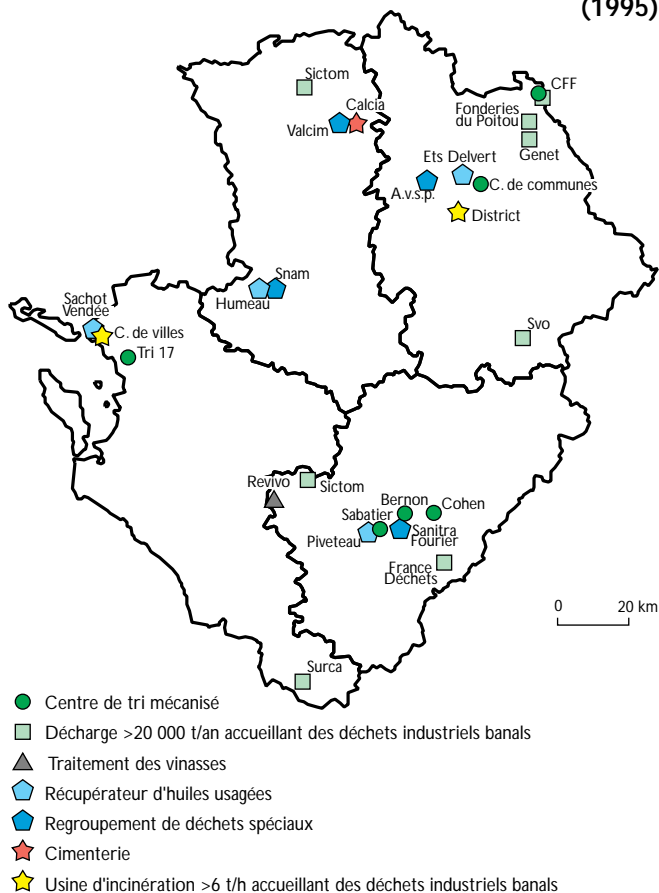 (1995)
Sictom
CFF
Calcia
Fonderies
du Poitou
Valcim
Genet
Ets Delvert
C. de communes
A.v.s.p.
District
Snam
Humeau
Sachot
Vendée
C. de villes
Tri 17
Svo
Revivo
Sictom
Bernon
Cohen
Sabatier
Sanitra
Fourier
Piveteau
France
Déchets
0 20 km
Surca
Centre de tri mécanisé
Décharge >20 000 t/an accueillant des déchets industriels banals
Traitement des vinasses
Récupérateur d'huiles usagées
Regroupement de déchets spéciaux
Cimenterie
Usine d'incinération >6 t/h accueillant des déchets industriels banals